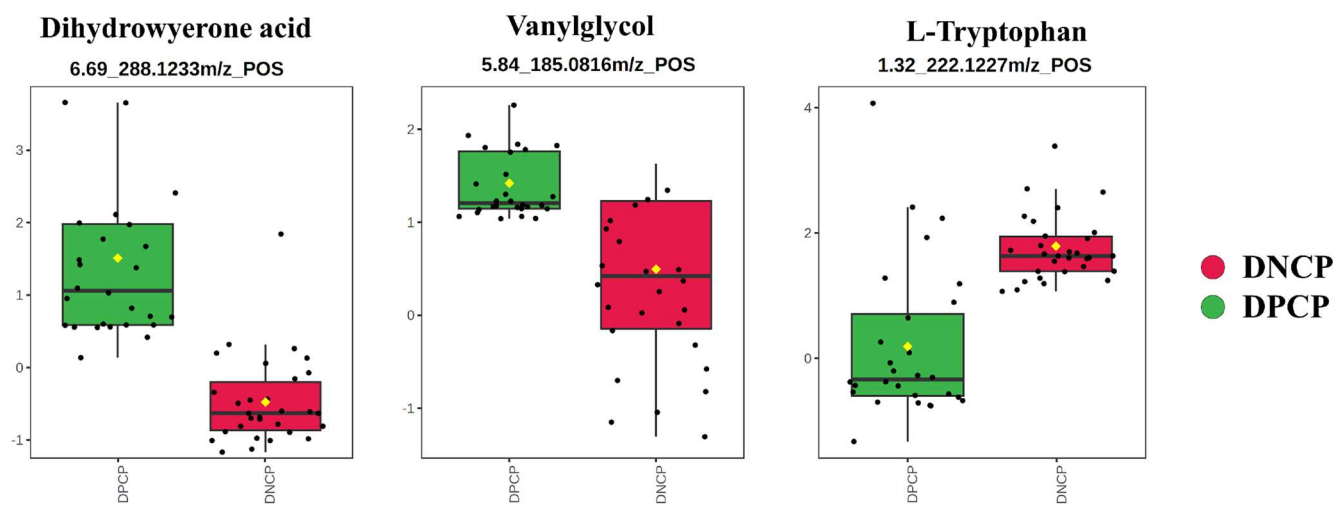 Dihydrowyerone acid
6.69_288.1233m/z_POS
3
2
1
0
-1
DPCP
DNCP
Vanylglycol
5.84_185.0816m/z_POS
2
1
0
-1
DPCP
DNCP
L-Tryptophan
1.32_222.1227m/z_POS
4
2
0
DPCP
DNCP
DNCP
DPCP